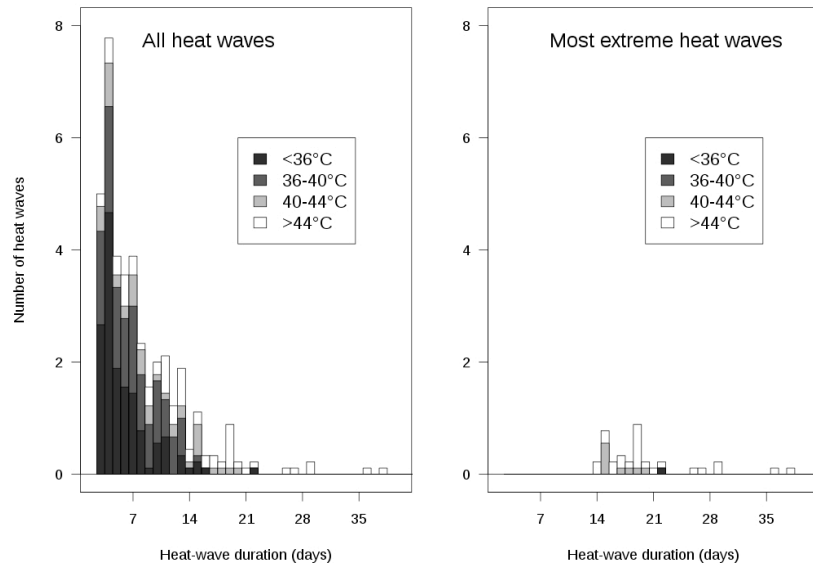 All heat waves
8
6
4
2
0
Number of heat waves
<36°C
36-40°C
40-44°C
>44°C
7 14 21 28 35
Heat-wave duration (days)
Most extreme heat waves
8
6
4
2
0
<36°C
36-40°C
40-44°C
>44°C
7 14 21 28 35
Heat-wave duration (days)